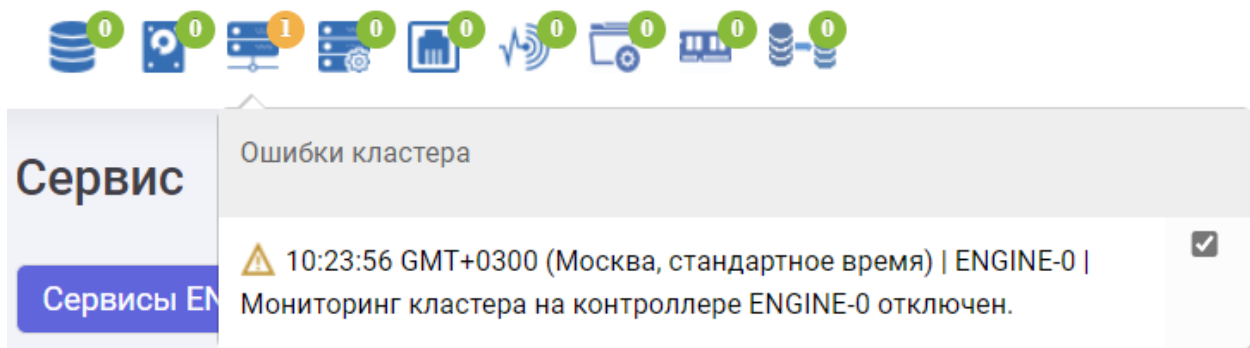 0 0 1 0 0 0 0 0 0
Ошибки кластера
Сервис
10:23:56 GMT+0300 (Москва, стандартное время) | ENGINE-0 |
Сервисы EN
Мониторинг кластера на контроллере ENGINE-0 отключен.